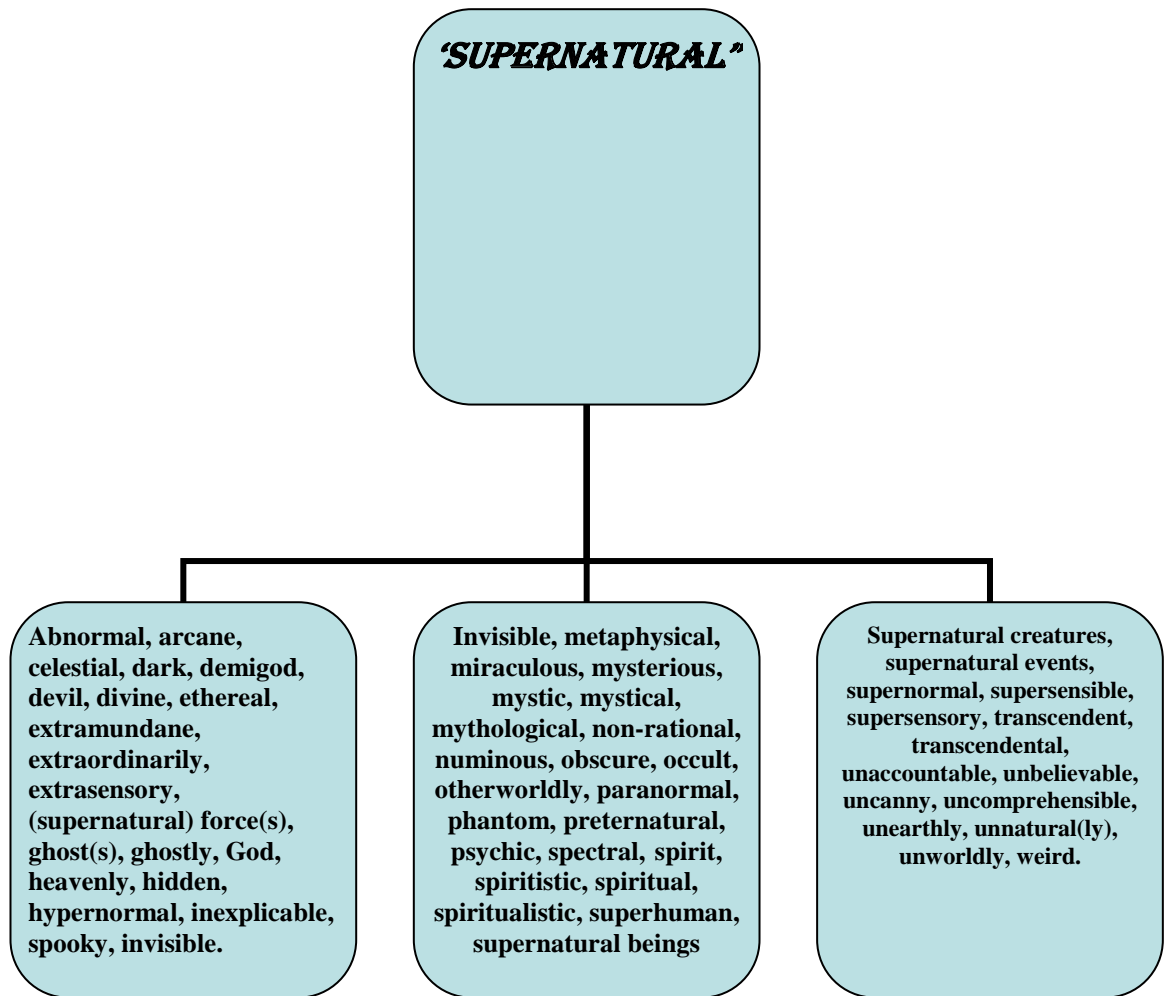 ‘SUPERNATURAL”
Abnormal, arcane,
celestial, dark, demigod,
devil, divine, ethereal,
extramundane,
extraordinarily,
extrasensory,
(supernatural) force(s),
ghost(s), ghostly, God,
heavenly, hidden,
hypernormal, inexplicable,
spooky, invisible.
Invisible, metaphysical,
miraculous, mysterious,
mystic, mystical,
mythological, non-rational,
numinous, obscure, occult,
otherworldly, paranormal,
phantom, preternatural,
psychic, spectral, spirit,
spiritistic, spiritual,
spiritualistic, superhuman,
supernatural beings
Supernatural creatures,
supernatural events,
supernormal, supersensible,
supersensory, transcendent,
transcendental,
unaccountable, unbelievable,
uncanny, uncomprehensible,
unearthly, unnatural(ly),
unworldly, weird.